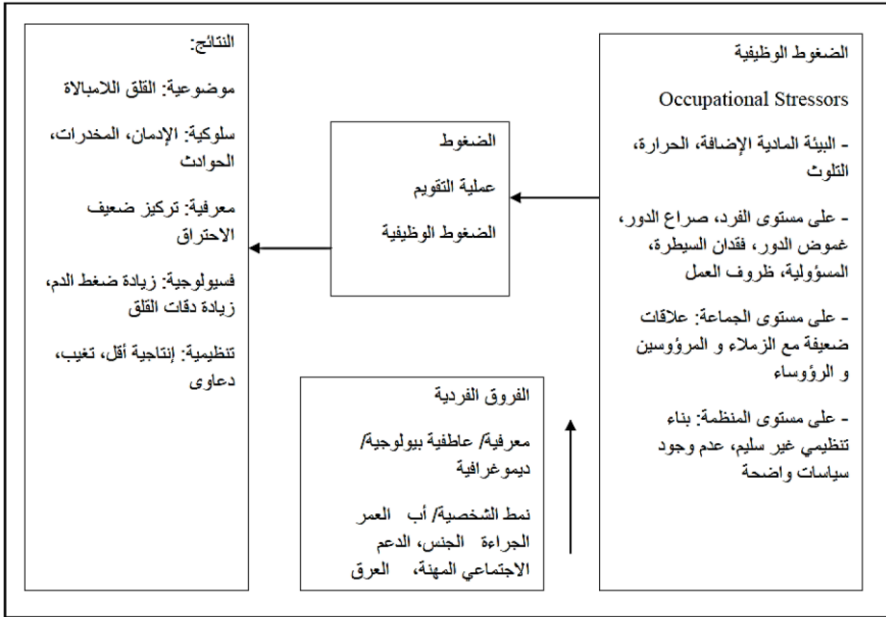 الضغوط الوظيفية
Occupational Stressors
- البيئة المادية الإضافة، الحرارة،
التلوث
- على مستوى الفرد، صراع الدور،
غموض الدور، فقدان السيطرة،
المسؤولية، ظروف العمل
- على مستوى الجماعة: علاقات
ضعيفة مع الزملاء و المرؤوسين
و الرؤوساء
- على مستوى المنظمة: بناء
تنظيمي غير سليم، عدم وجود
سياسات واضحة
الضغوط
عملية التقويم
الضغوط الوظيفية
الفروق الفردية
معرفية/ عاطفية بيولوجية/
ديموغرافية
نمط الشخصية/ أب العمر
الجراءة الجنس، الدعم
الاجتماعي المهنة، العرق
النتائج:
موضوعية: القلق اللامبالاة
سلوكية: الإدمان، المخدرات،
الحوادث
معرفية: تركيز ضعيف
الاحتراق
فسيولوجية: زيادة ضغط الدم،
زيادة دقات القلق
تنظيمية: إنتاجية أقل، تغيب،
دعاوى